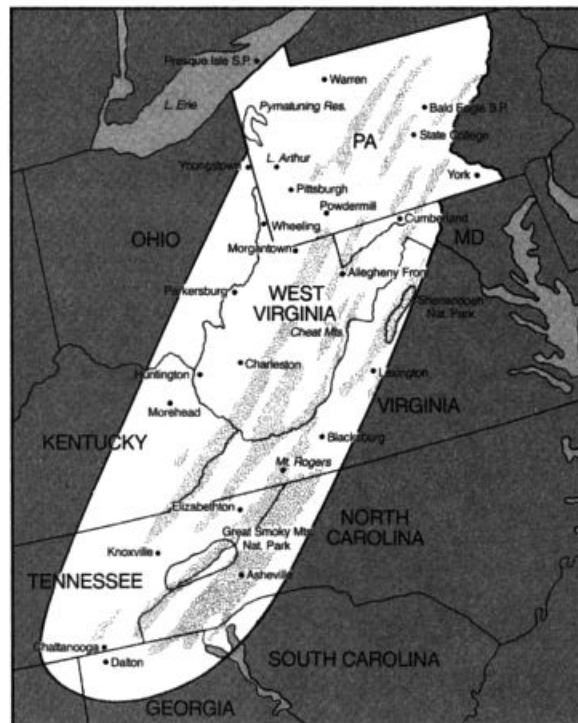 Presque Isle S.P.
Warren
L. Erie
Pymatuning Res.
Bald Eagle S.P.
State College
PA
L. Arthur
Youngstown
Pittsburgh
York
Powdermill
Cumberland
Wheeling
OHIO
MD
Morgantown
Allegheny Fron
Parkersburg
WEST
VIRGINIA
Shenandoah
Nat. Park
Cheat Mts.
Charleston
Huntington
Lexington
Morehead
VIRGINIA
KENTUCKY
Blacksburg
Mt. Rogers
Elizabethton
NORTH
CAROLINA
Great Smoky Mts.
Nat. Park
Knoxville
TENNESSEE
Asheville
Chattanooga
Dalton
SOUTH CAROLINA
GEORGIA